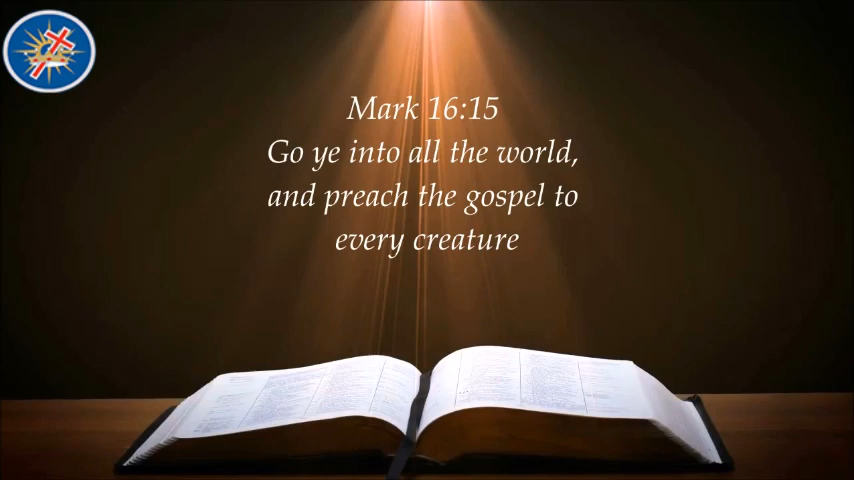 Mark 16:15
Go ye into all the world,
and preach the gospel to
every creature